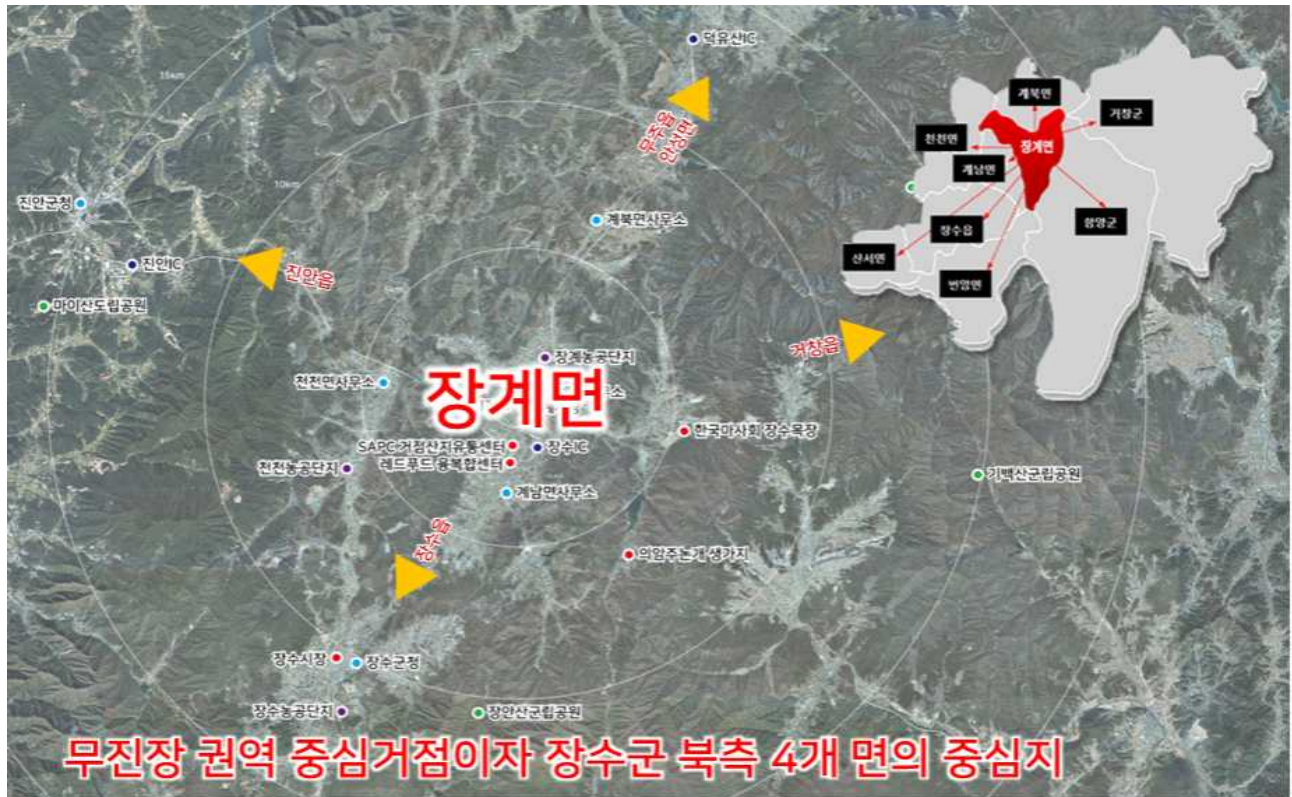 덕유산IC
15km
무주읍
안성면
계북면
거창군
천천면
장계면
계남면
장수읍
함양군
산서면
번암면
10km
진안군청
계북면사무소
진안IC
진안읍
마이산도립공원
거창읍
장계농공단지
천천면사무소
장계면
소
한국마사회 장수목장
SAPC 거점산지유통센터
장수IC
레드푸드 융복합센터
천천농공단지
기백산군립공원
계남면사무소
장수읍
의암주논개 생가지
장수시장
장수군청
장수농공단지
장안산군립공원
무진장 권역 중심거점이자 장수군 북측 4개 면의 중심지